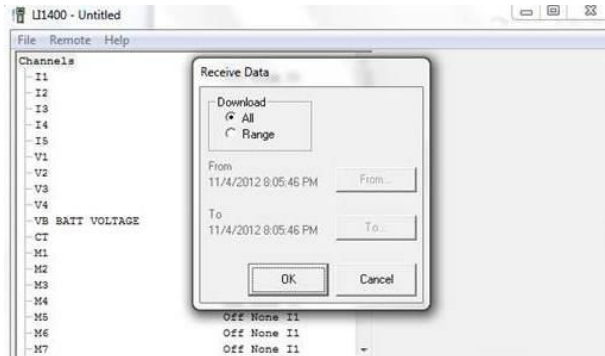 LI1400 - Untitled
File Remote Help
Channels
I1
I2
I3
I4
I5
V1
V2
V3
V4
VB BATT VOLTAGE
CT
M1
M2
M3
M4
M5 Off None I1
M6 Off None I1
M7 Off None I1
Receive Data
Download
All
Range
From
11/4/2012 8:05:46 PM From...
To
11/4/2012 8:05:46 PM To...
OK Cancel